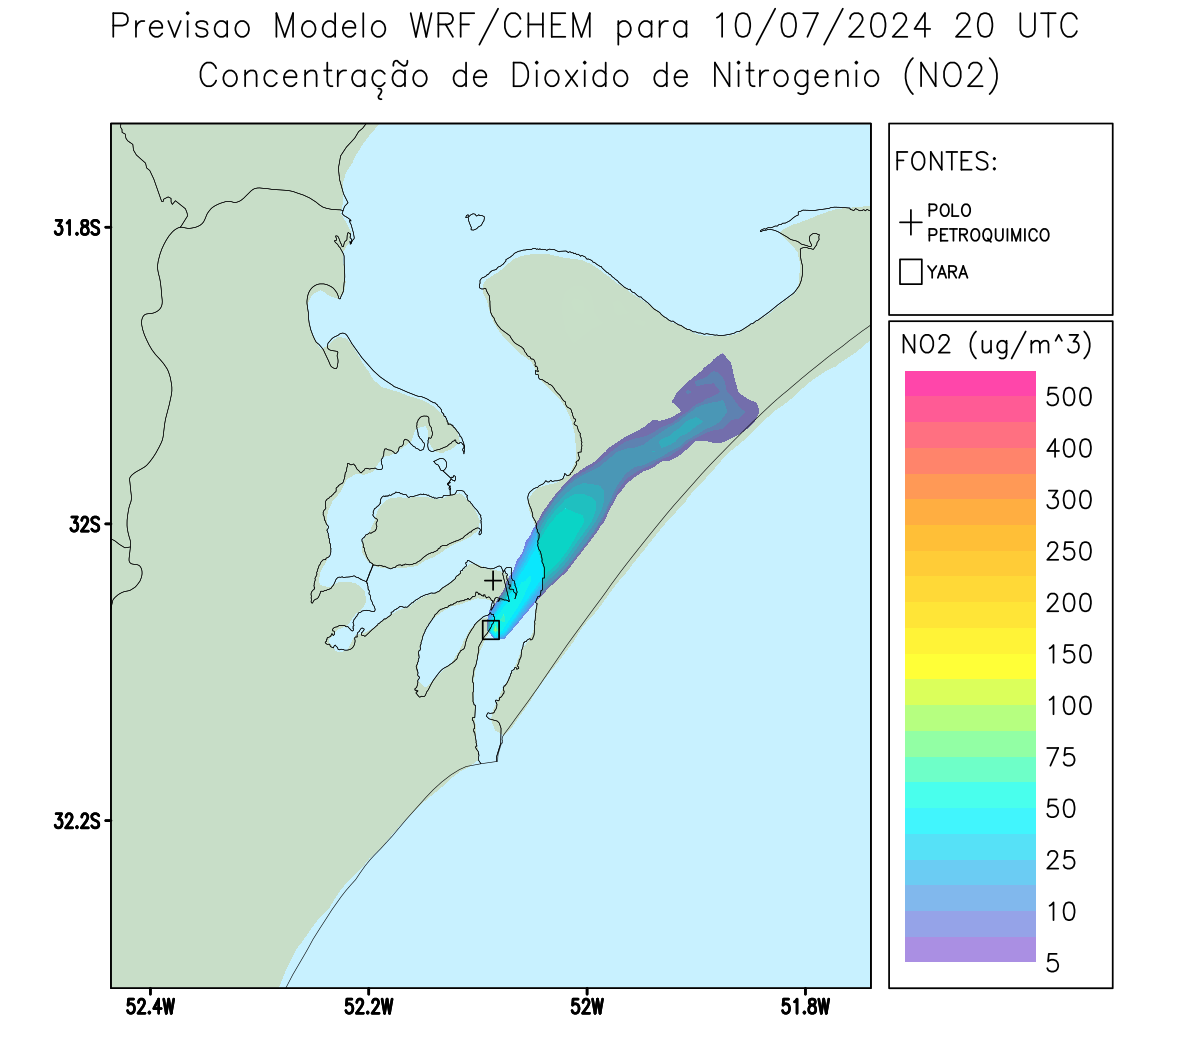 Previsao Modelo WRF/CHEM para 10/07/2024 20 UTC
Concentração de Dioxido de Nitrogenio (NO2)
FONTES:
POLO
PETROQUIMICO
YARA
31.8S
32S
32.2S
52.4W
52.2W
52W
51.8W
NO2 (ug/m^3)
500
400
300
250
200
150
100
75
50
25
10
5